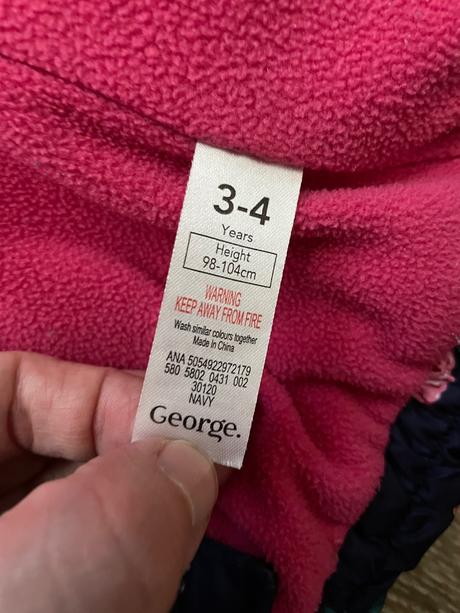 3-4
Years
Height
98-104cm
WARNING
KEEP AWAY FROM FIRE
Wash similar colours together
Made In China
ANA 5054922972179
580 5802 0431 002
30120
NAVY
George.